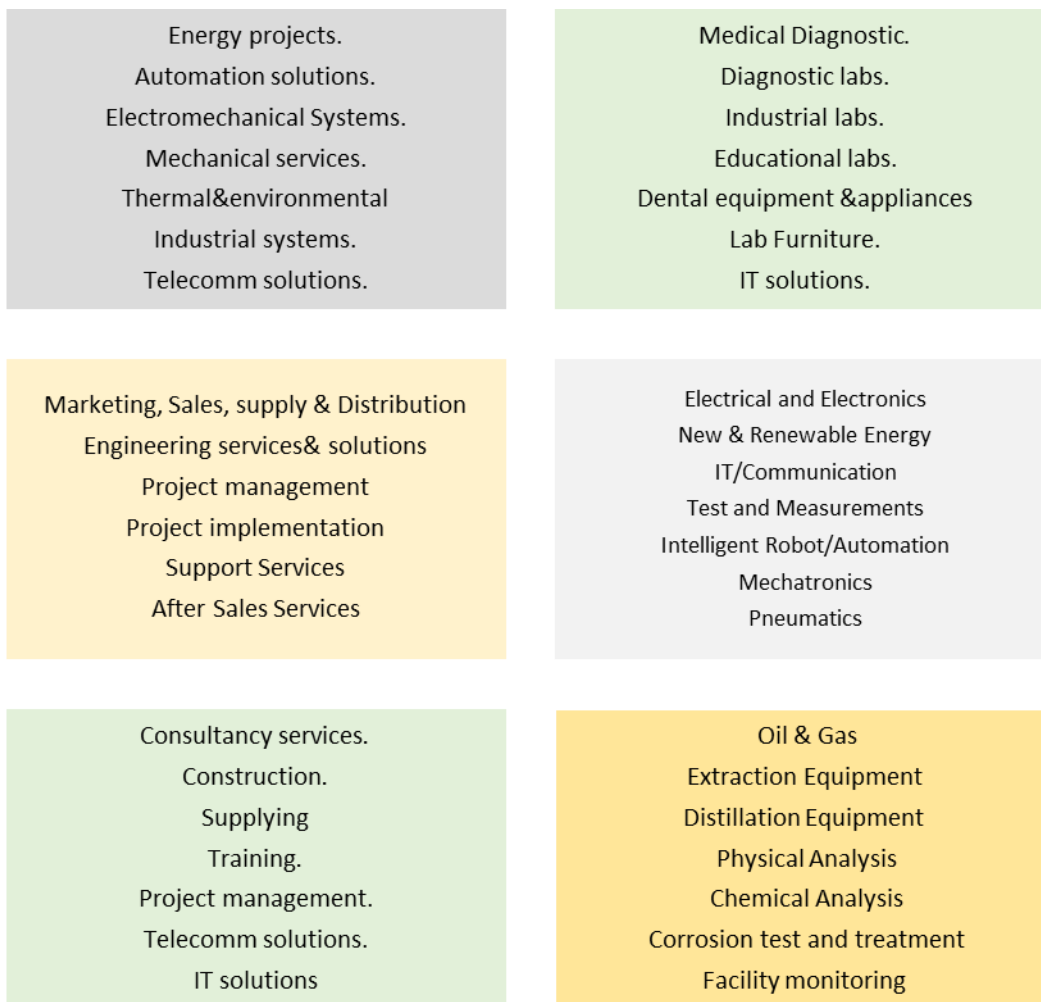 Energy projects.
Automation solutions.
Electromechanical Systems.
Mechanical services.
Thermal&environmental
Industrial systems.
Telecomm solutions.
Medical Diagnostic.
Diagnostic labs.
Industrial labs.
Educational labs.
Dental equipment &appliances
Lab Furniture.
IT solutions.
Marketing, Sales, supply & Distribution
Engineering services& solutions
Project management
Project implementation
Support Services
After Sales Services
Electrical and Electronics
New & Renewable Energy
IT/Communication
Test and Measurements
Intelligent Robot/Automation
Mechatronics
Pneumatics
Consultancy services.
Construction.
Supplying
Training.
Project management.
Telecomm solutions.
IT solutions
Oil & Gas
Extraction Equipment
Distillation Equipment
Physical Analysis
Chemical Analysis
Corrosion test and treatment
Facility monitoring